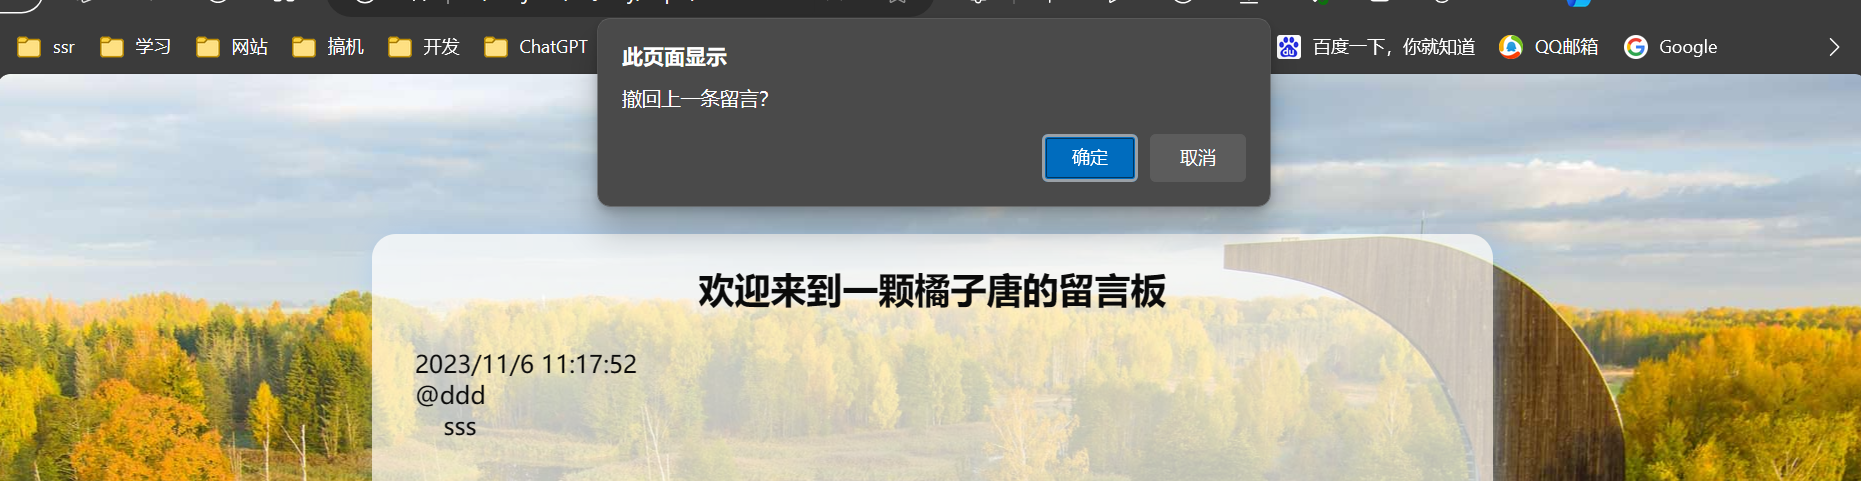 ssr 学习 网站 搞机 开发 ChatGPT 百度一下，你就知道 QQ邮箱 Google
此页面显示
撤回上一条留言？
确定 取消
欢迎来到一颗橘子唐的留言板
2023/11/6 11:17:52
@ddd
sss